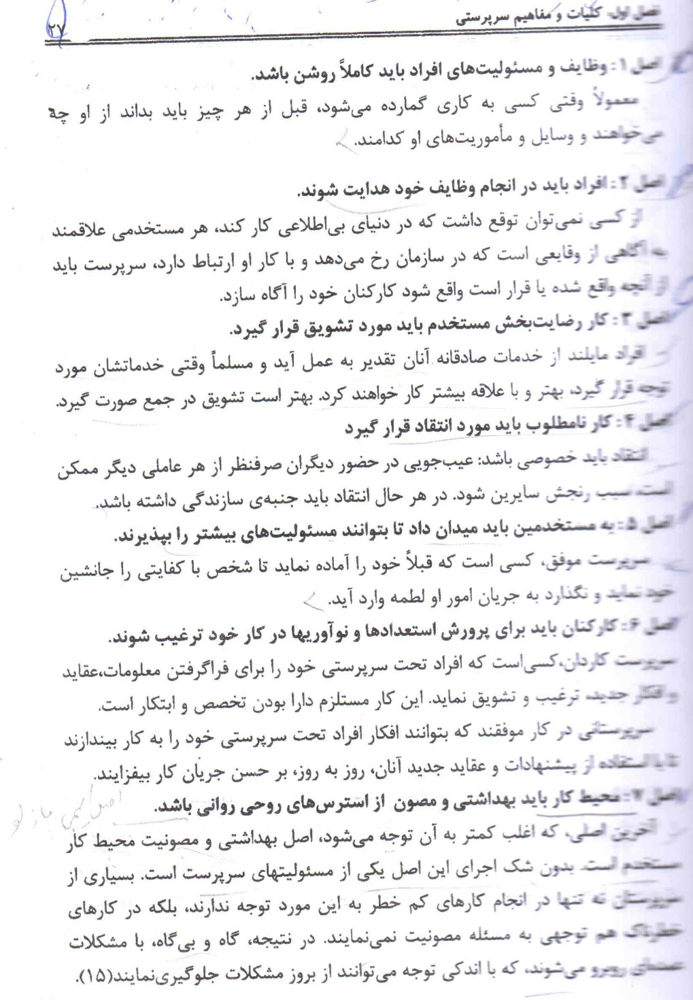 فصل اول- کلیات و مفاهیم سرپرستی
۲۷
اصل ۱: وظایف و مسئولیت‌های افراد باید کاملاً روشن باشد.
معمولاً وقتی کسی به کاری گمارده می‌شود، قبل از هر چیز باید بداند از او چه
می‌خواهند و وسایل و مأموریت‌های او کدامند.
اصل ۲: افراد باید در انجام وظایف خود هدایت شوند.
از کسی نمی‌توان توقع داشت که در دنیای بی‌اطلاعی کار کند، هر مستخدمی علاقمند
به آگاهی از وقایعی است که در سازمان رخ می‌دهد و با کار او ارتباط دارد، سرپرست باید
از آنچه واقع شده یا قرار است واقع شود کارکنان خود را آگاه سازد.
اصل ۳: کار رضایت‌بخش مستخدم باید مورد تشویق قرار گیرد.
افراد مایلند از خدمات صادقانه آنان تقدیر به عمل آید و مسلماً وقتی خدماتشان مورد
توجه قرار گیرد، بهتر و با علاقه بیشتر کار خواهند کرد. بهتر است تشویق در جمع صورت گیرد.
اصل ۴: کار نامطلوب باید مورد انتقاد قرار گیرد
انتقاد باید خصوصی باشد: عیب‌جویی در حضور دیگران صرفنظر از هر عاملی دیگر ممکن
است، سبب رنجش سایرین شود. در هر حال انتقاد باید جنبه‌ی سازندگی داشته باشد.
اصل ۵: به مستخدمین باید میدان داد تا بتوانند مسئولیت‌های بیشتر را بپذیرند.
سرپرست موفق، کسی است که قبلاً خود را آماده نماید تا شخص با کفایتی را جانشین
خود نماید و نگذارد به جریان امور او لطمه وارد آید.
اصل ۶: کارکنان باید برای پرورش استعدادها و نوآوریها در کار خود ترغیب شوند.
سرپرست کاردان،کسی‌است که افراد تحت سرپرستی خود را برای فراگرفتن معلومات،عقاید
و افکار جدید، ترغیب و تشویق نماید. این کار مستلزم دارا بودن تخصص و ابتکار است.
سرپرستانی در کار موفقند که بتوانند افکار افراد تحت سرپرستی خود را به کار بیندازند
تا با استفاده از پیشنهادات و عقاید جدید آنان، روز به روز، بر حسن جریان کار بیفزایند.
اصل ۷: محیط کار باید بهداشتی و مصون از استرس‌های روحی روانی باشد.
آخرین اصلی، که اغلب کمتر به آن توجه می‌شود، اصل بهداشتی و مصونیت محیط کار
مستخدم است. بدون شک اجرای این اصل یکی از مسئولیتهای سرپرست است. بسیاری از
سرپرستان نه تنها در انجام کارهای کم خطر به این مورد توجه ندارند، بلکه در کارهای
خطرناک هم توجهی به مسئله مصونیت نمی‌نمایند. در نتیجه، گاه و بی‌گاه، با مشکلات
عمده‌ای روبرو می‌شوند، که با اندکی توجه می‌توانند از بروز مشکلات جلوگیری‌نمایند(۱۵).